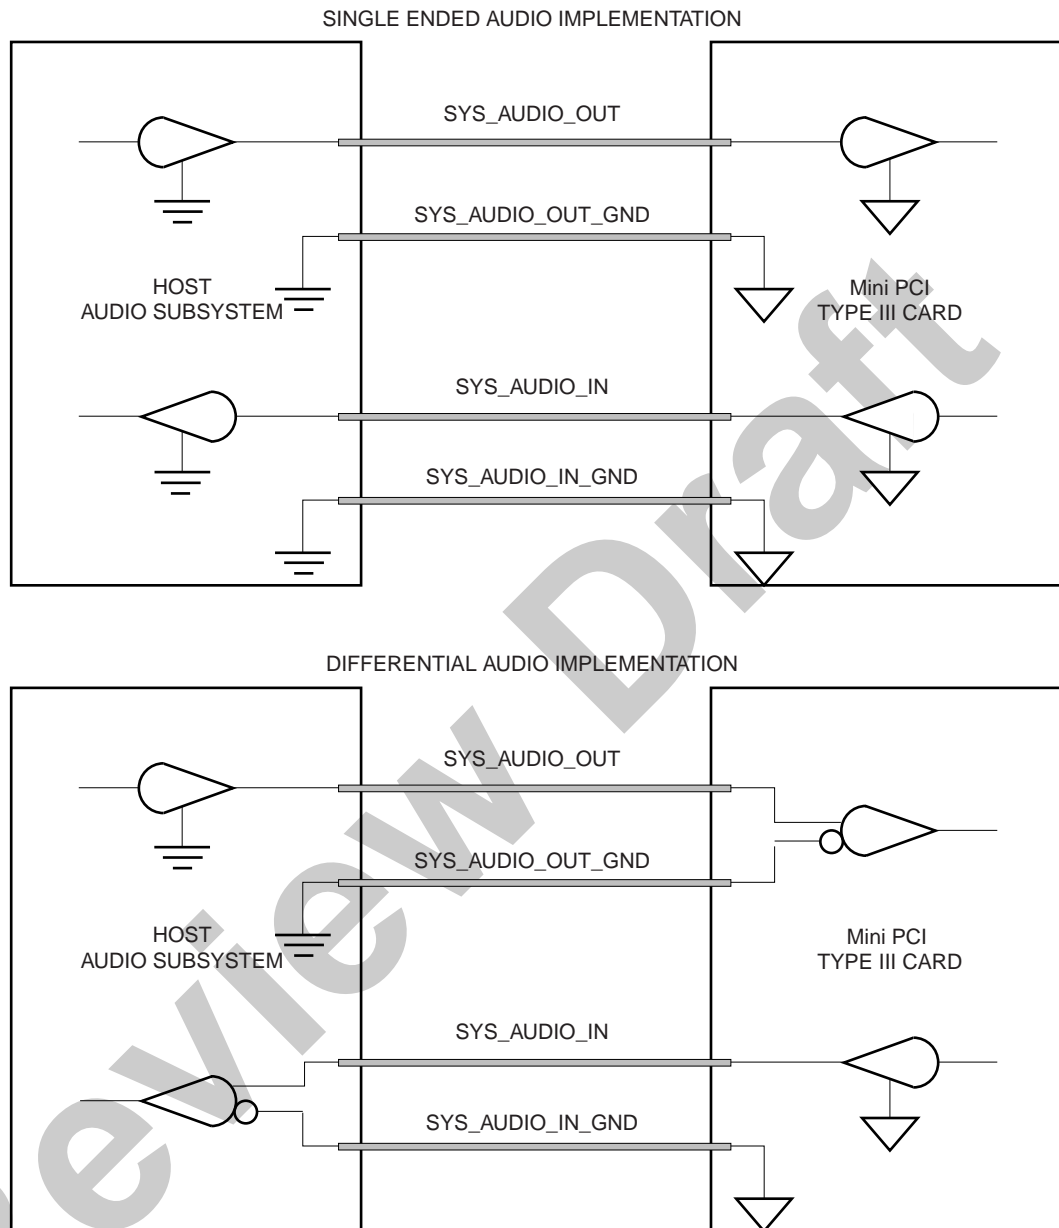 SINGLE ENDED AUDIO IMPLEMENTATION
SYS_AUDIO_OUT
SYS_AUDIO_OUT_GND
HOST
AUDIO SUBSYSTEM
Mini PCI
TYPE III CARD
SYS_AUDIO_IN
SYS_AUDIO_IN_GND
DIFFERENTIAL AUDIO IMPLEMENTATION
SYS_AUDIO_OUT
SYS_AUDIO_OUT_GND
HOST
AUDIO SUBSYSTEM
Mini PCI
TYPE III CARD
SYS_AUDIO_IN
SYS_AUDIO_IN_GND
eview Draft